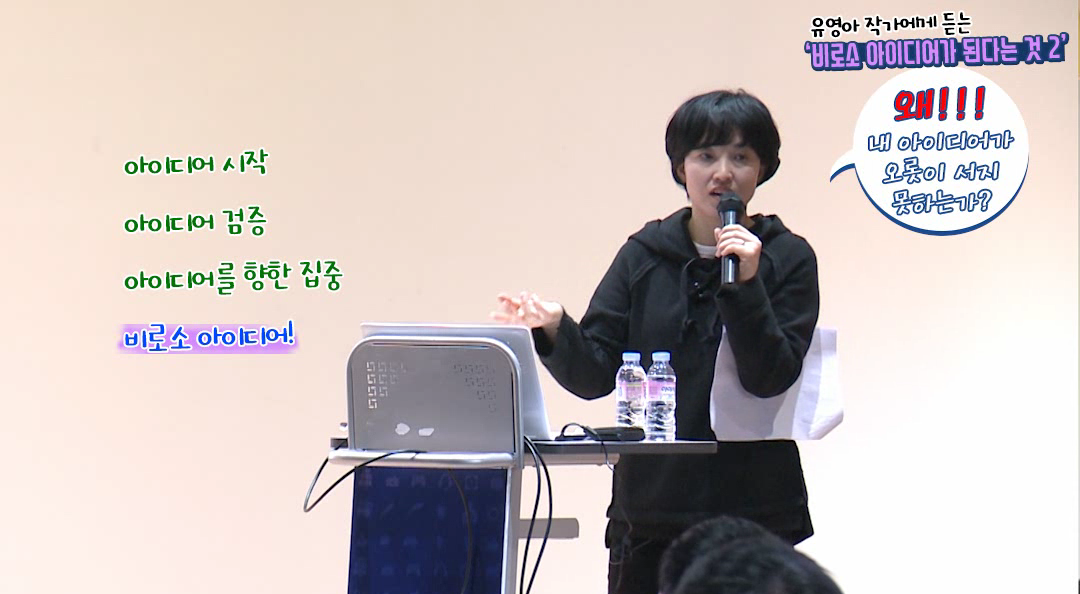 유영아 작가에게 듣는
'비로소 아이디어가 된다는 것 2'
왜!!!
내 아이디어가
오롯이 서지
못하는가?
아이디어 시작
아이디어 검증
아이디어를 향한 집중
비로소 아이디어!